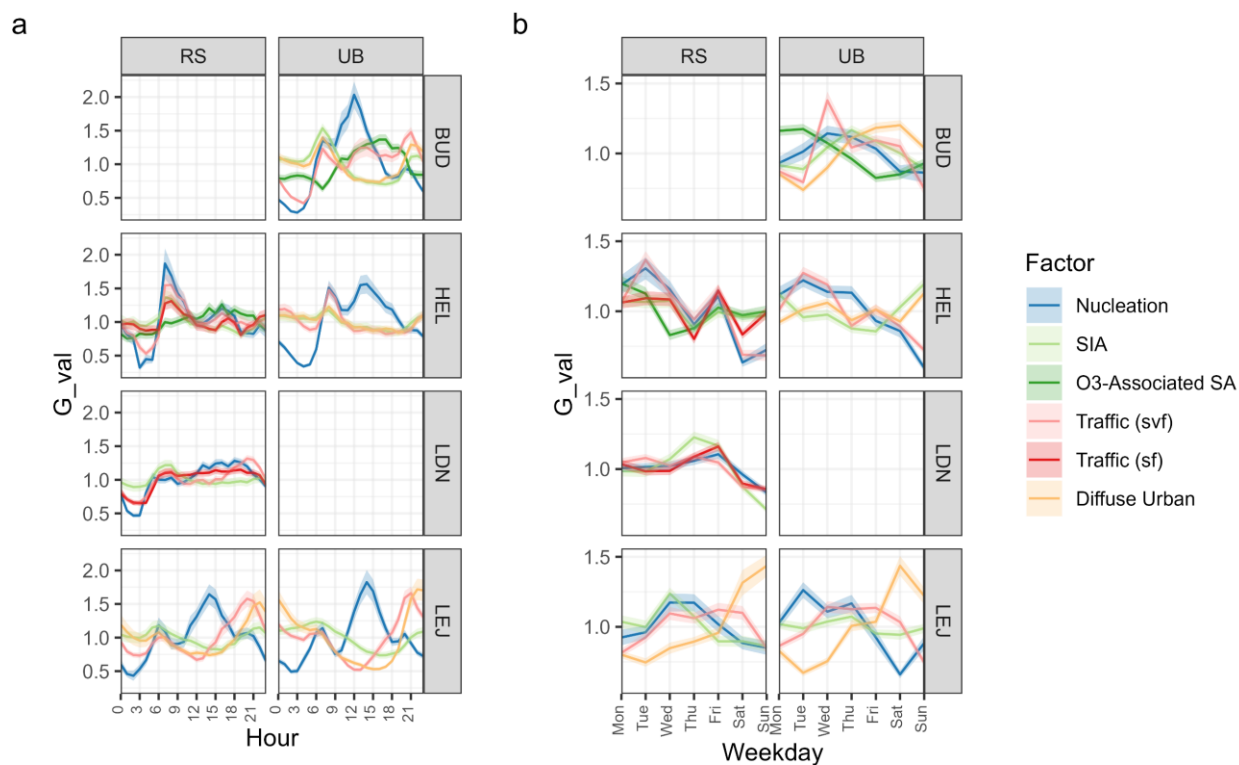 a
RS
UB
2.0
1.5
1.0
0.5
BUD
2.0
1.5
1.0
0.5
HEL
2.0
1.5
1.0
0.5
LDN
2.0
1.5
1.0
0.5
LEJ
G_val
0 3 6 9 12 15 18 21
0 3 6 9 12 15 18 21
Hour
b
RS
UB
1.5
1.0
BUD
1.5
1.0
HEL
1.5
1.0
LDN
1.5
1.0
LEJ
G_val
Mon Tue Wed Thu Fri Sat Sun
Mon Tue Wed Thu Fri Sat Sun
Weekday
Factor
Nucleation
SIA
O3-Associated SA
Traffic (svf)
Traffic (sf)
Diffuse Urban